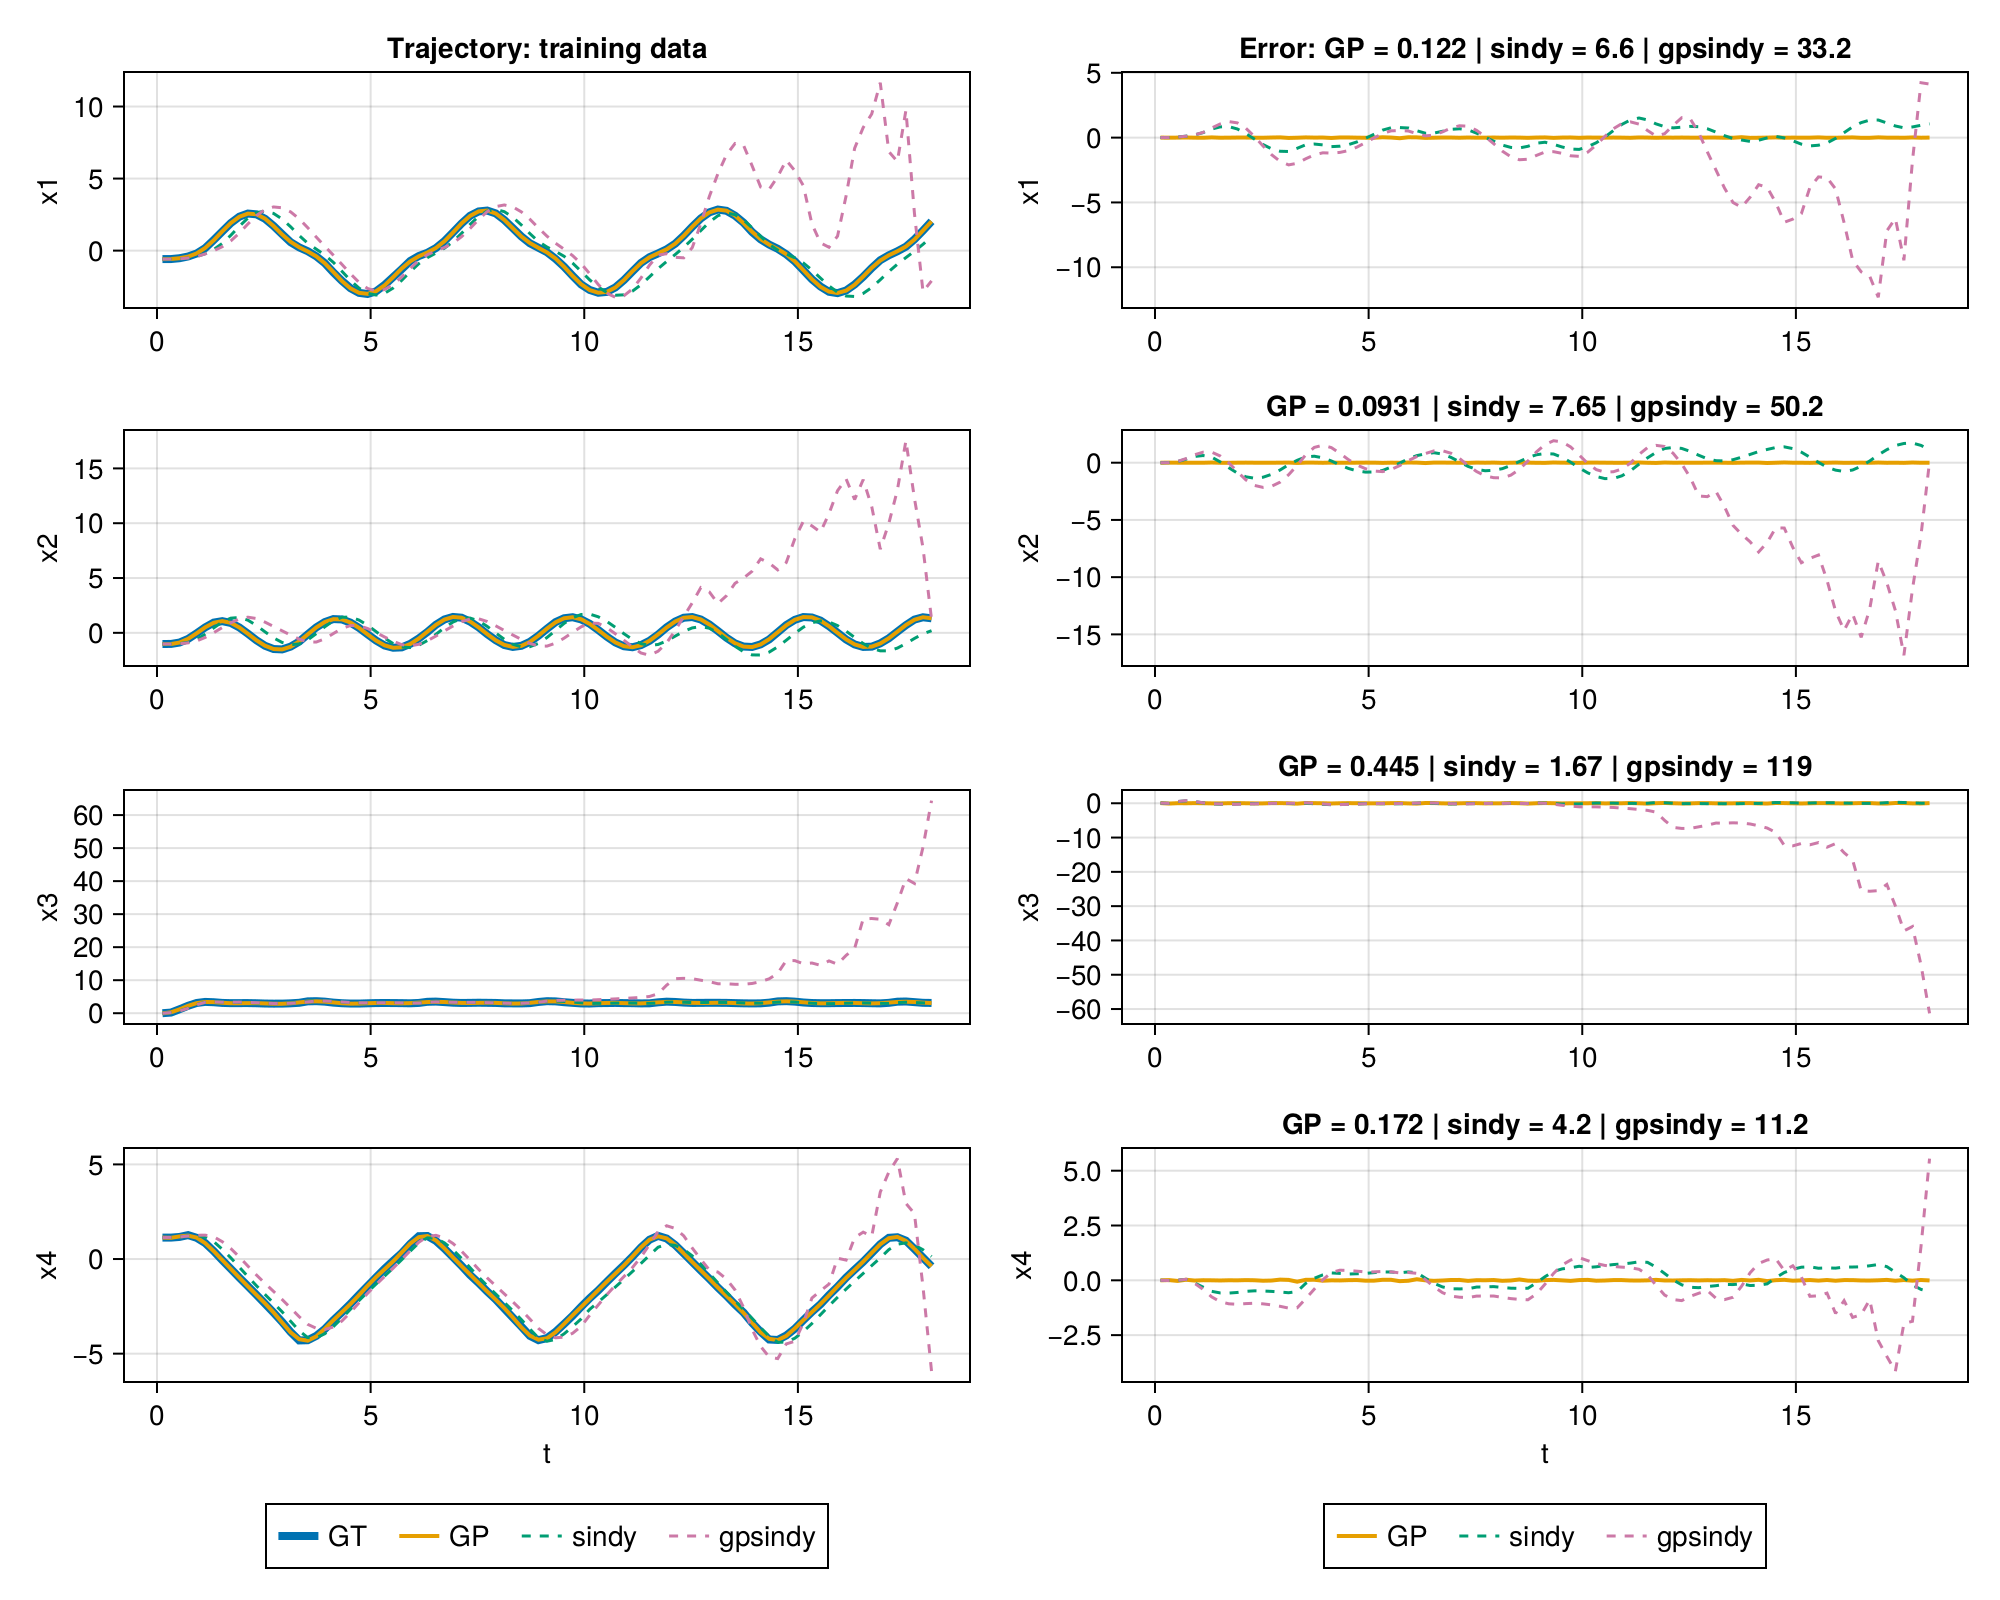 Trajectory: training data
x1
10
5
0
0 5 10 15
Error: GP = 0.122 | sindy = 6.6 | gpsindy = 33.2
x1
5
0
−5
−10
0 5 10 15
x2
15
10
5
0
0 5 10 15
GP = 0.0931 | sindy = 7.65 | gpsindy = 50.2
x2
0
−5
−10
−15
0 5 10 15
x3
60
50
40
30
20
10
0
0 5 10 15
GP = 0.445 | sindy = 1.67 | gpsindy = 119
x3
0
−10
−20
−30
−40
−50
−60
0 5 10 15
x4
5
0
−5
0 5 10 15
t
GP = 0.172 | sindy = 4.2 | gpsindy = 11.2
x4
5.0
2.5
0.0
−2.5
0 5 10 15
t
GT GP sindy gpsindy
GP sindy gpsindy